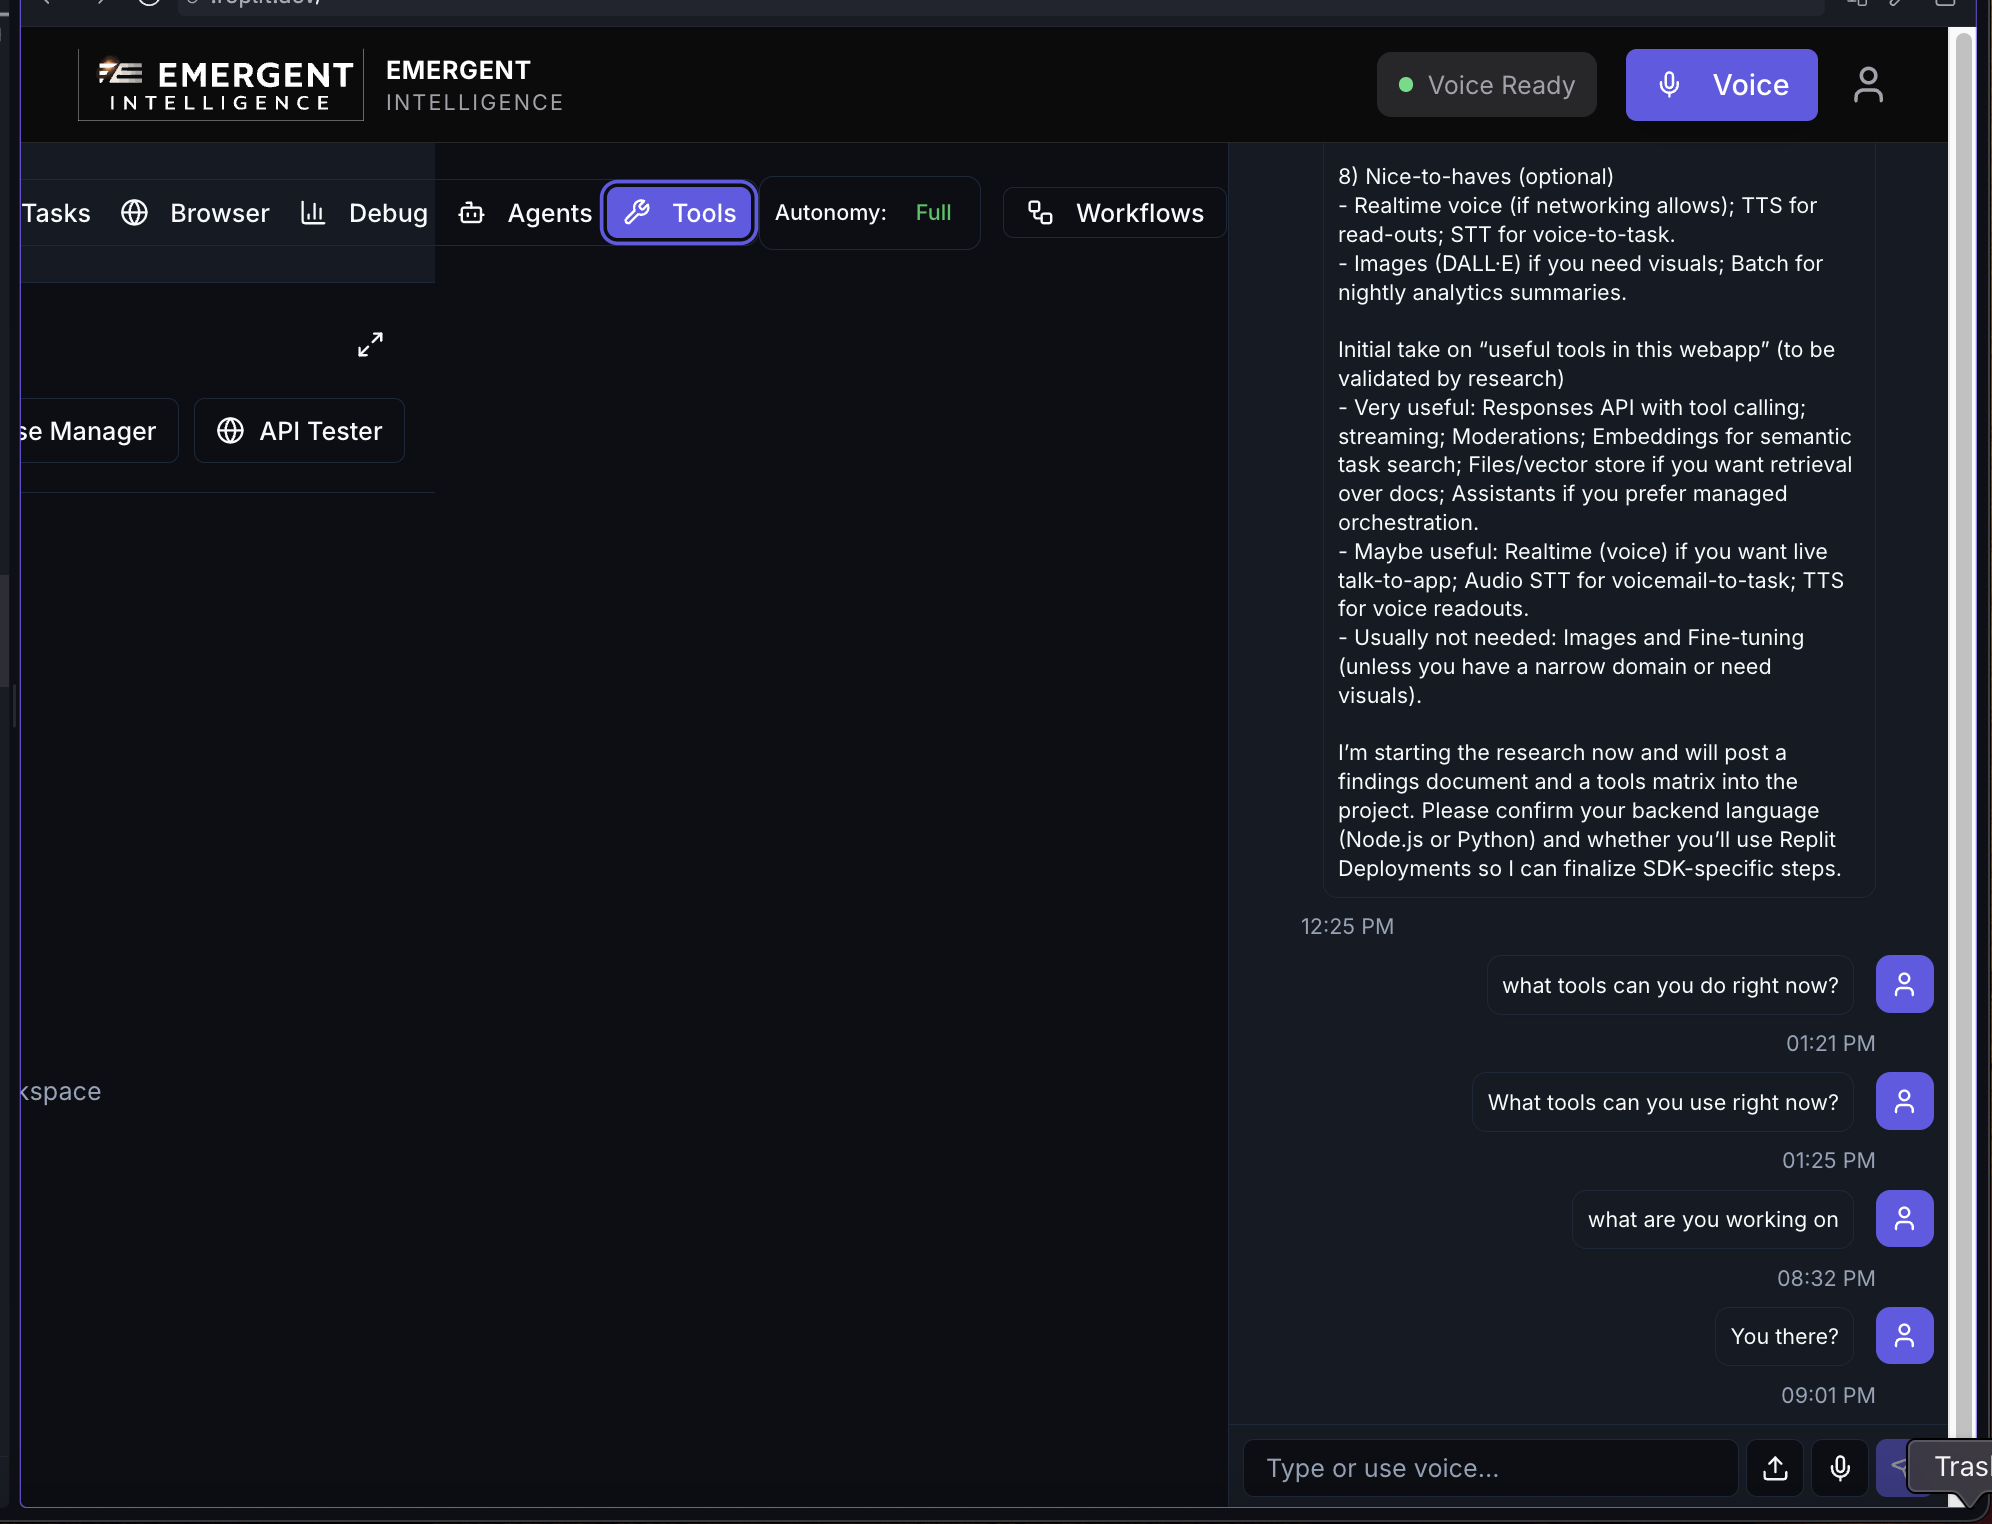 EMERGENT
INTELLIGENCE
EMERGENT
INTELLIGENCE
Voice Ready
Voice
Tasks
Browser
Debug
Agents
Tools
Autonomy: Full
Workflows
Manager
API Tester
8) Nice-to-haves (optional)
- Realtime voice (if networking allows); TTS for
read-outs; STT for voice-to-task.
- Images (DALL·E) if you need visuals; Batch for
nightly analytics summaries.
Initial take on “useful tools in this webapp” (to be
validated by research)
- Very useful: Responses API with tool calling;
streaming; Moderations; Embeddings for semantic
task search; Files/vector store if you want retrieval
over docs; Assistants if you prefer managed
orchestration.
- Maybe useful: Realtime (voice) if you want live
talk-to-app; Audio STT for voicemail-to-task; TTS
for voice readouts.
- Usually not needed: Images and Fine-tuning
(unless you have a narrow domain or need
visuals).
I’m starting the research now and will post a
findings document and a tools matrix into the
project. Please confirm your backend language
(Node.js or Python) and whether you’ll use Replit
Deployments so I can finalize SDK-specific steps.
12:25 PM
what tools can you do right now?
01:21 PM
What tools can you use right now?
01:25 PM
what are you working on
08:32 PM
You there?
09:01 PM
Type or use voice...